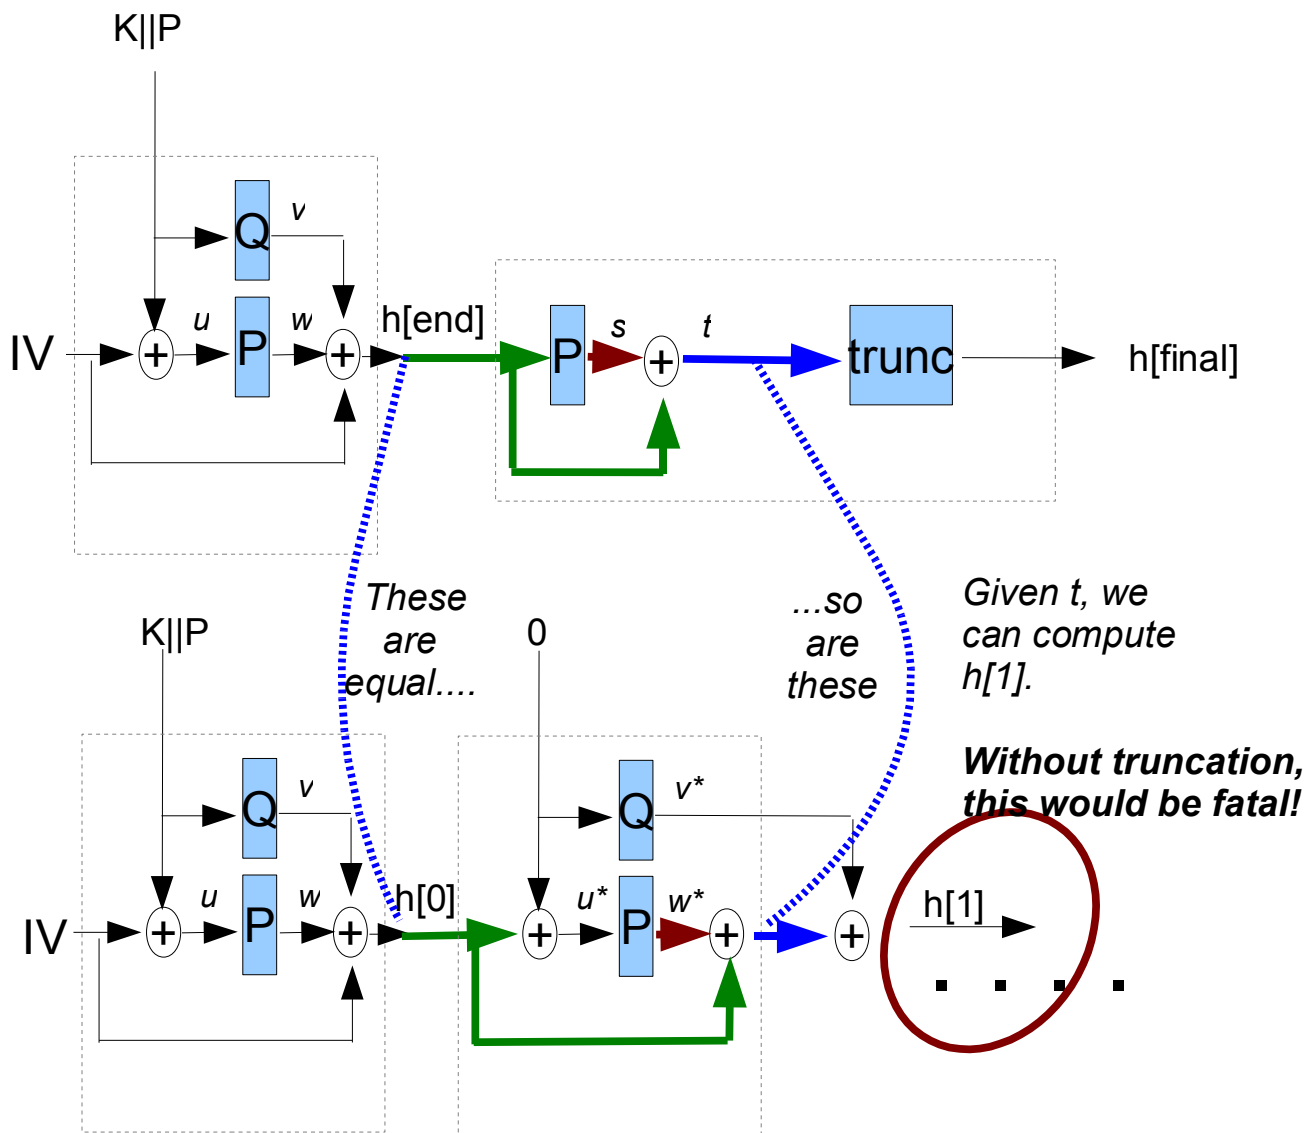 K||P
Q
v
IV
+
u
P
w
+
h[end]
P
s
+
t
trunc
h[final]
These
are
equal....
...so
are
these
Given t, we
can compute
h[1].
Without truncation,
this would be fatal!
K||P
0
Q
v
Q
v*
IV
+
u
P
w
+
h[0]
+
u*
P
w*
+
+
h[1]
. . . .